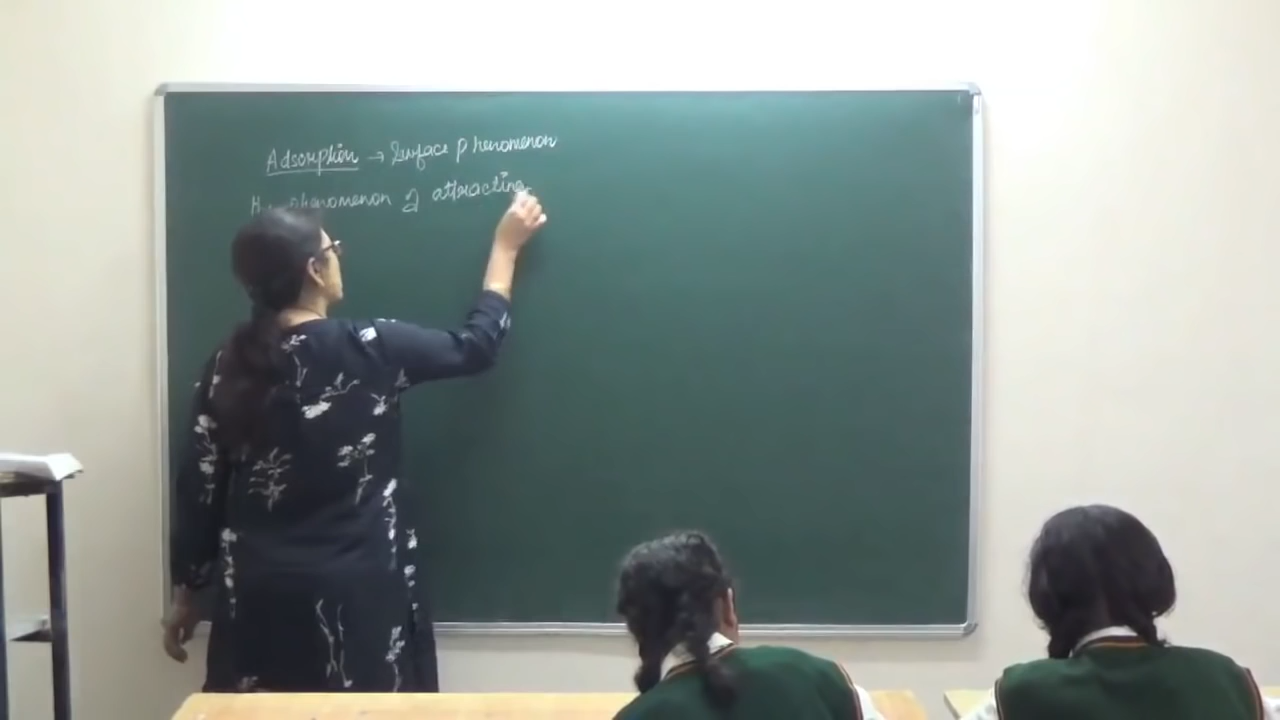 Adsorption → Surface phenomenon
phenomenon of attracting